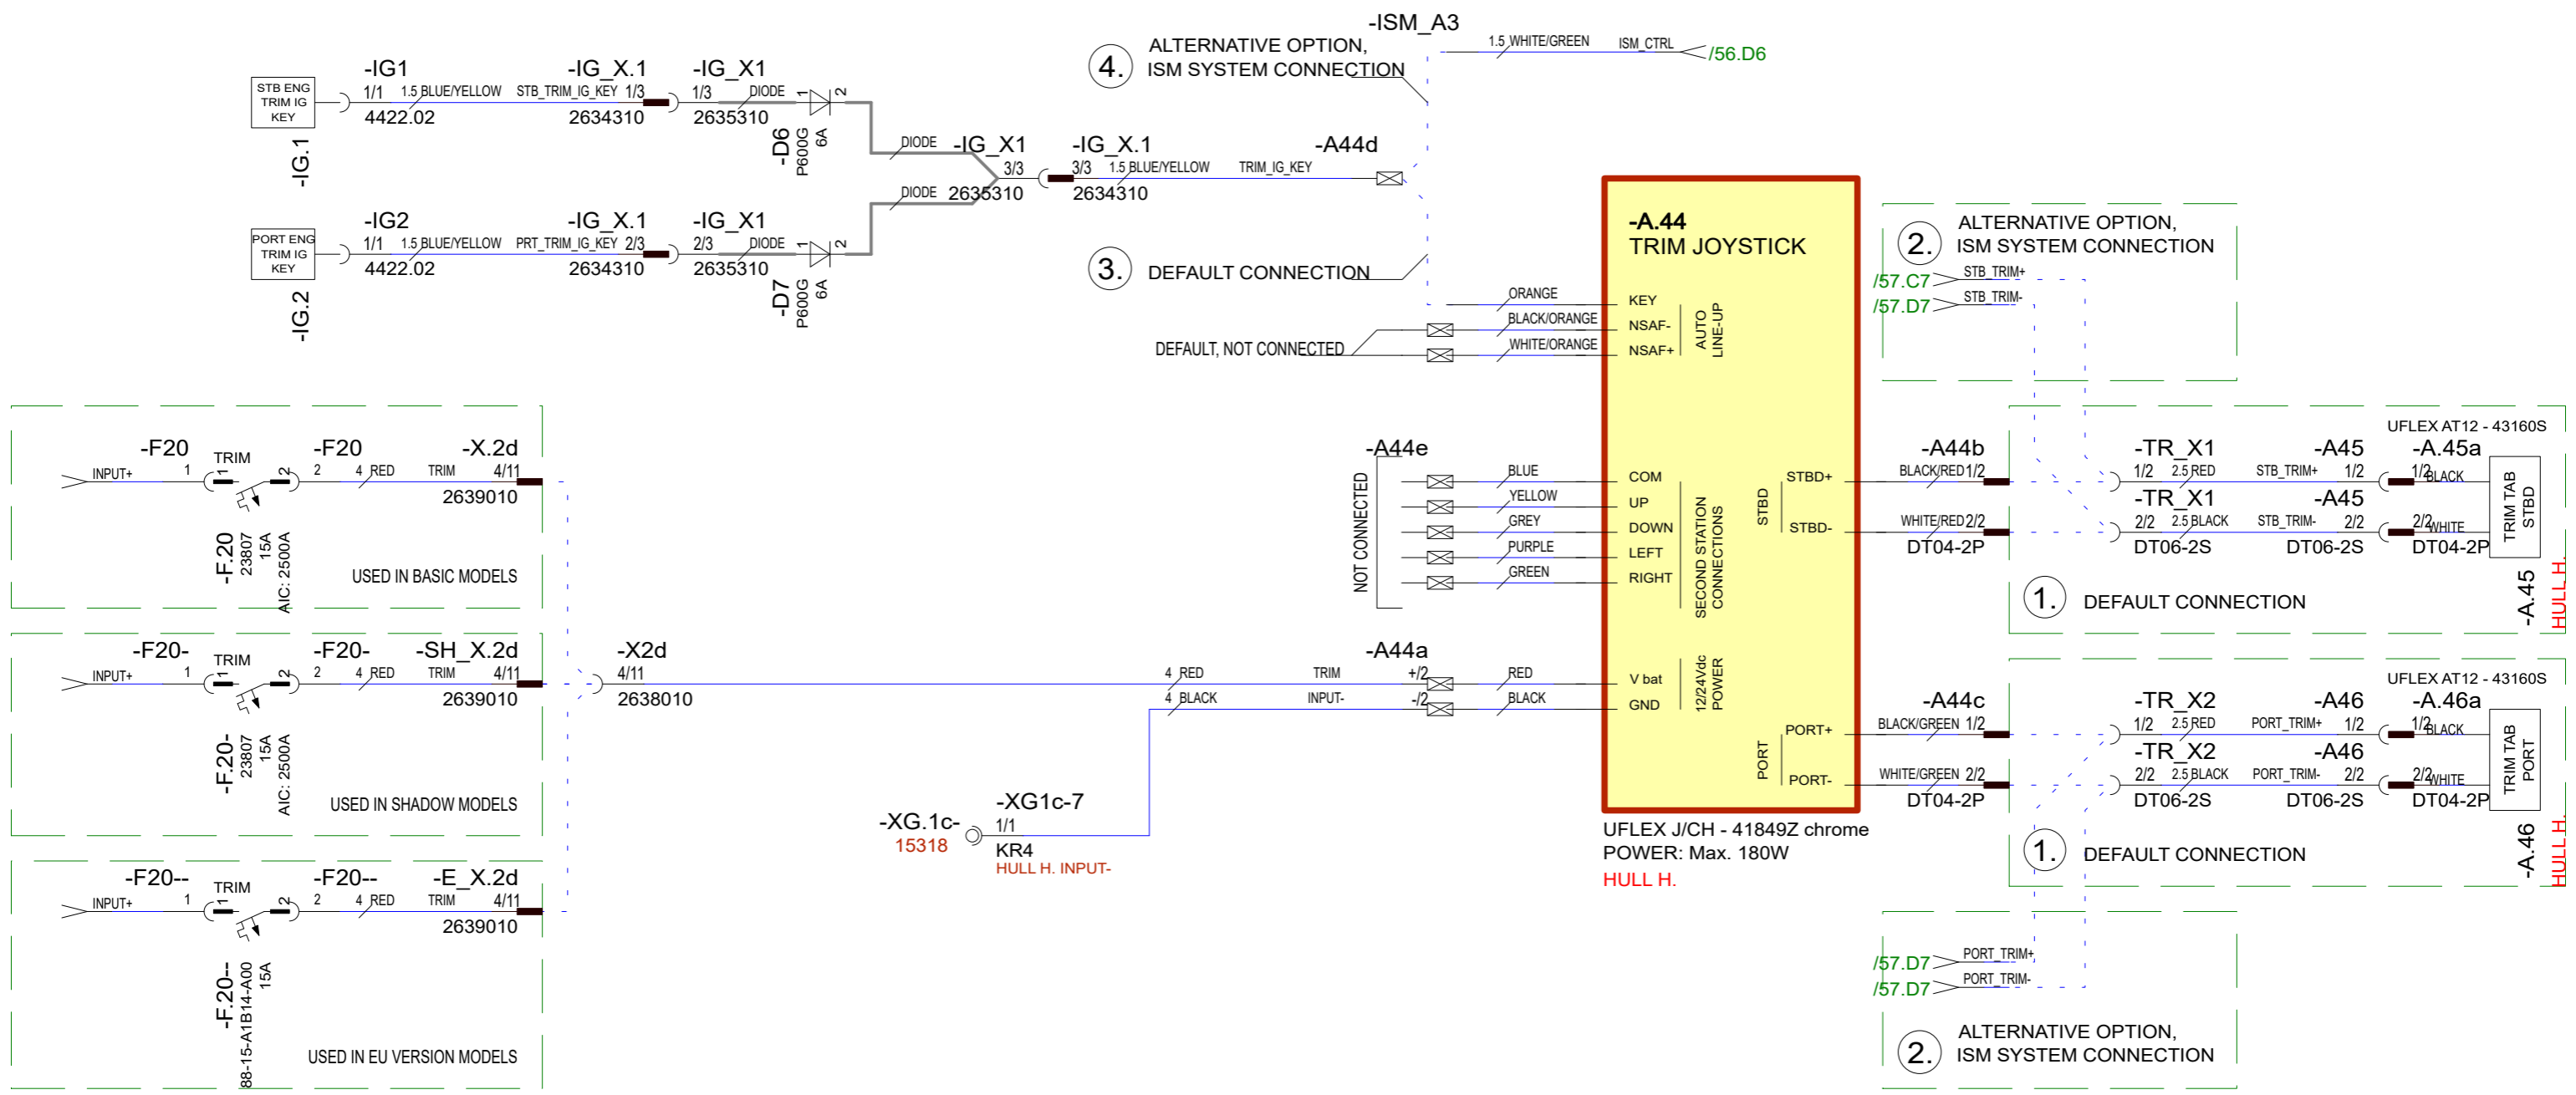 -ISM_A3
1.5 WHITE/GREEN ISM_CTRL /56.D6
4. ALTERNATIVE OPTION,
ISM SYSTEM CONNECTION
STB ENG
TRIM IG
KEY
-IG.1
-IG1
1/1 1.5 BLUE/YELLOW STB_TRIM_IG_KEY 1/3
4422.02
-IG_X.1
2634310
-IG_X1
1/3 DIODE
2635310
1 2
-D6
P600G
6A
DIODE
-IG_X1
3/3
2635310
-IG_X.1
3/3 1.5 BLUE/YELLOW TRIM_IG_KEY
2634310
-A44d
DIODE
PORT ENG
TRIM IG
KEY
-IG.2
-IG2
1/1 1.5 BLUE/YELLOW PRT_TRIM_IG_KEY 2/3
4422.02
-IG_X.1
2634310
-IG_X1
2/3 DIODE
2635310
1 2
-D7
P600G
6A
3. DEFAULT CONNECTION
DEFAULT, NOT CONNECTED
ORANGE
BLACK/ORANGE
WHITE/ORANGE
-A.44
TRIM JOYSTICK
KEY
NSAF-
NSAF+
AUTO
LINE-UP
2. ALTERNATIVE OPTION,
ISM SYSTEM CONNECTION
/57.C7 STB_TRIM+
/57.D7 STB_TRIM-
-F20
INPUT+ 1
TRIM
1 2
-F20
2 4 RED TRIM 4/11
-X.2d
2639010
-F.20
23807
15A
AIC: 2500A
USED IN BASIC MODELS
-F20-
INPUT+ 1
TRIM
1 2
-F20-
2 4 RED TRIM 4/11
-SH_X.2d
2639010
-F.20-
23807
15A
AIC: 2500A
USED IN SHADOW MODELS
-F20--
INPUT+ 1
TRIM
1 2
-F20--
2 4 RED TRIM 4/11
-E_X.2d
2639010
-F.20--
88-15-A1B14-A00
15A
USED IN EU VERSION MODELS
-X2d
4/11
2638010
-A44e
NOT CONNECTED
BLUE
YELLOW
GREY
PURPLE
GREEN
COM
UP
DOWN
LEFT
RIGHT
SECOND STATION
CONNECTIONS
-A44a
4 RED TRIM +/2 RED
4 BLACK INPUT- -/2 BLACK
V bat
GND
12/24Vdc
POWER
-XG.1c-
15318
-XG1c-7
1/1
KR4
HULL H. INPUT-
STBD
STBD+
STBD-
PORT
PORT+
PORT-
UFLEX J/CH - 41849Z chrome
POWER: Max. 180W
HULL H.
-A44b
BLACK/RED 1/2
WHITE/RED 2/2
DT04-2P
UFLEX AT12 - 43160S
-TR_X1
1/2 2.5 RED STB_TRIM+ 1/2
-A45
-A.45a
1/2 BLACK
-TR_X1
2/2 2.5 BLACK STB_TRIM- 2/2
-A45
2/2 WHITE
DT06-2S
DT06-2S
DT04-2P
TRIM TAB
STBD
-A.45
HULL H.
1. DEFAULT CONNECTION
-A44c
BLACK/GREEN 1/2
WHITE/GREEN 2/2
DT04-2P
UFLEX AT12 - 43160S
-TR_X2
1/2 2.5 RED PORT_TRIM+ 1/2
-A46
-A.46a
1/2 BLACK
-TR_X2
2/2 2.5 BLACK PORT_TRIM- 2/2
-A46
2/2 WHITE
DT06-2S
DT06-2S
DT04-2P
TRIM TAB
PORT
-A.46
HULL H.
1. DEFAULT CONNECTION
/57.D7 PORT_TRIM+
/57.D7 PORT_TRIM-
2. ALTERNATIVE OPTION,
ISM SYSTEM CONNECTION